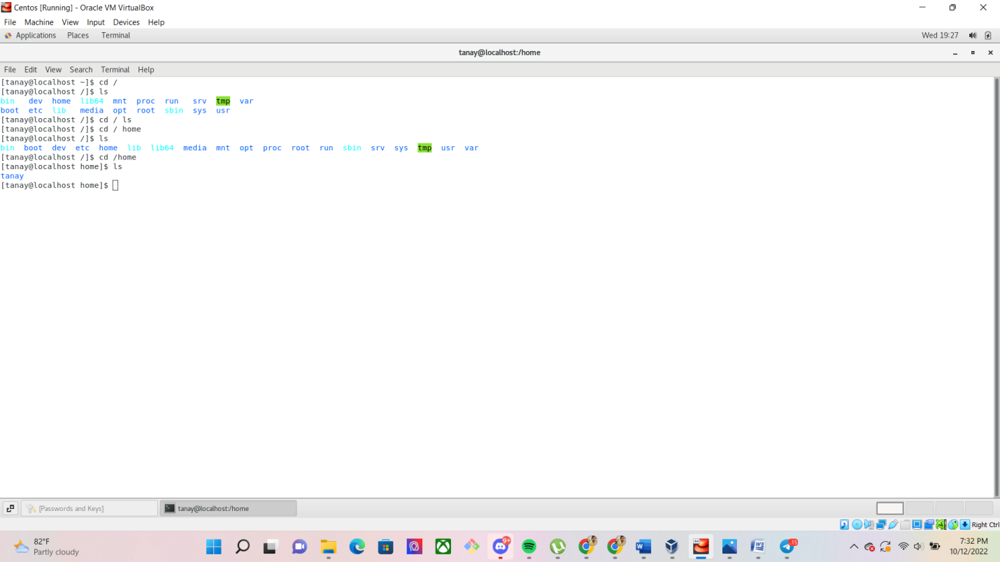 Centos [Running] - Oracle VM VirtualBox
File Machine View Input Devices Help
Applications Places Terminal Wed 19:27
tanay@localhost:/home
File Edit View Search Terminal Help
[tanay@localhost ~]$ cd /
[tanay@localhost /]$ ls
bin dev home lib64 mnt proc run srv tmp var
boot etc lib media opt root sbin sys usr
[tanay@localhost /]$ cd / ls
[tanay@localhost /]$ cd / home
[tanay@localhost /]$ ls
bin boot dev etc home lib lib64 media mnt opt proc root run sbin srv sys tmp usr var
[tanay@localhost /]$ cd /home
[tanay@localhost home]$ ls
tanay
[tanay@localhost home]$
[Passwords and Keys] tanay@localhost:/home
Right Ctrl
82°F
Partly cloudy
9+
15
7:32 PM
10/12/2022